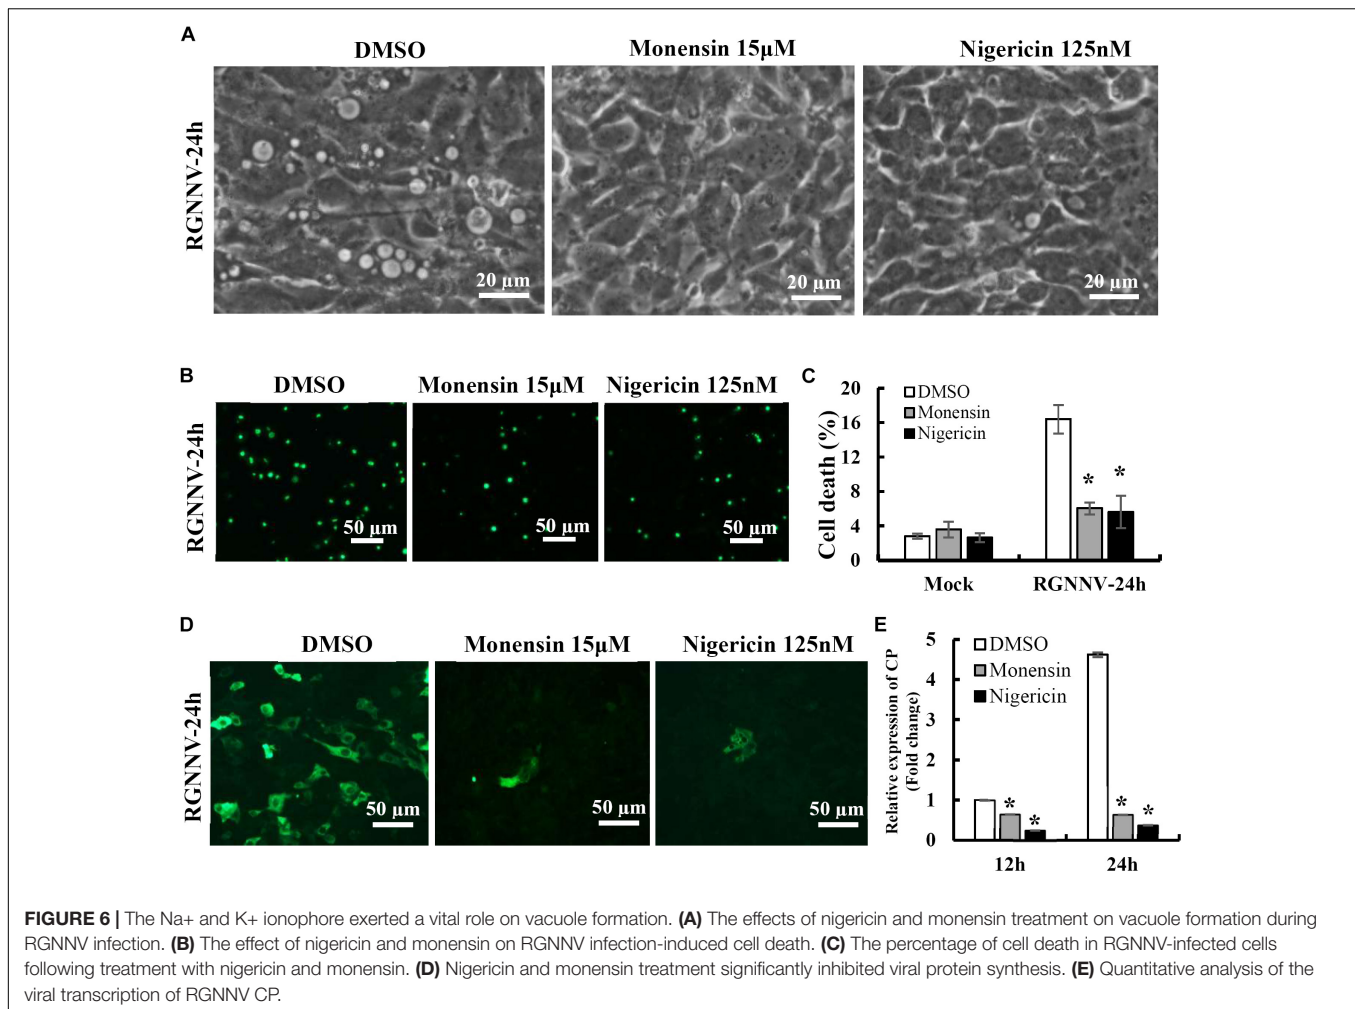 A
DMSO
Monensin 15µM
Nigericin 125nM
RGNNV-24h
20 µm
20 µm
20 µm
B
DMSO
Monensin 15µM
Nigericin 125nM
RGNNV-24h
50 µm
50 µm
50 µm
C
Cell death (%)
20
16
12
8
4
0
DMSO
Monensin
Nigericin
*
*
Mock
RGNNV-24h
D
DMSO
Monensin 15µM
Nigericin 125nM
RGNNV-24h
50 µm
50 µm
50 µm
E
Relative expression of CP
(Fold change)
5
4
3
2
1
0
DMSO
Monensin
Nigericin
*
*
*
*
12h
24h
FIGURE 6 | The Na+ and K+ ionophore exerted a vital role on vacuole formation. (A) The effects of nigericin and monensin treatment on vacuole formation during
RGNNV infection. (B) The effect of nigericin and monensin on RGNNV infection-induced cell death. (C) The percentage of cell death in RGNNV-infected cells
following treatment with nigericin and monensin. (D) Nigericin and monensin treatment significantly inhibited viral protein synthesis. (E) Quantitative analysis of the
viral transcription of RGNNV CP.